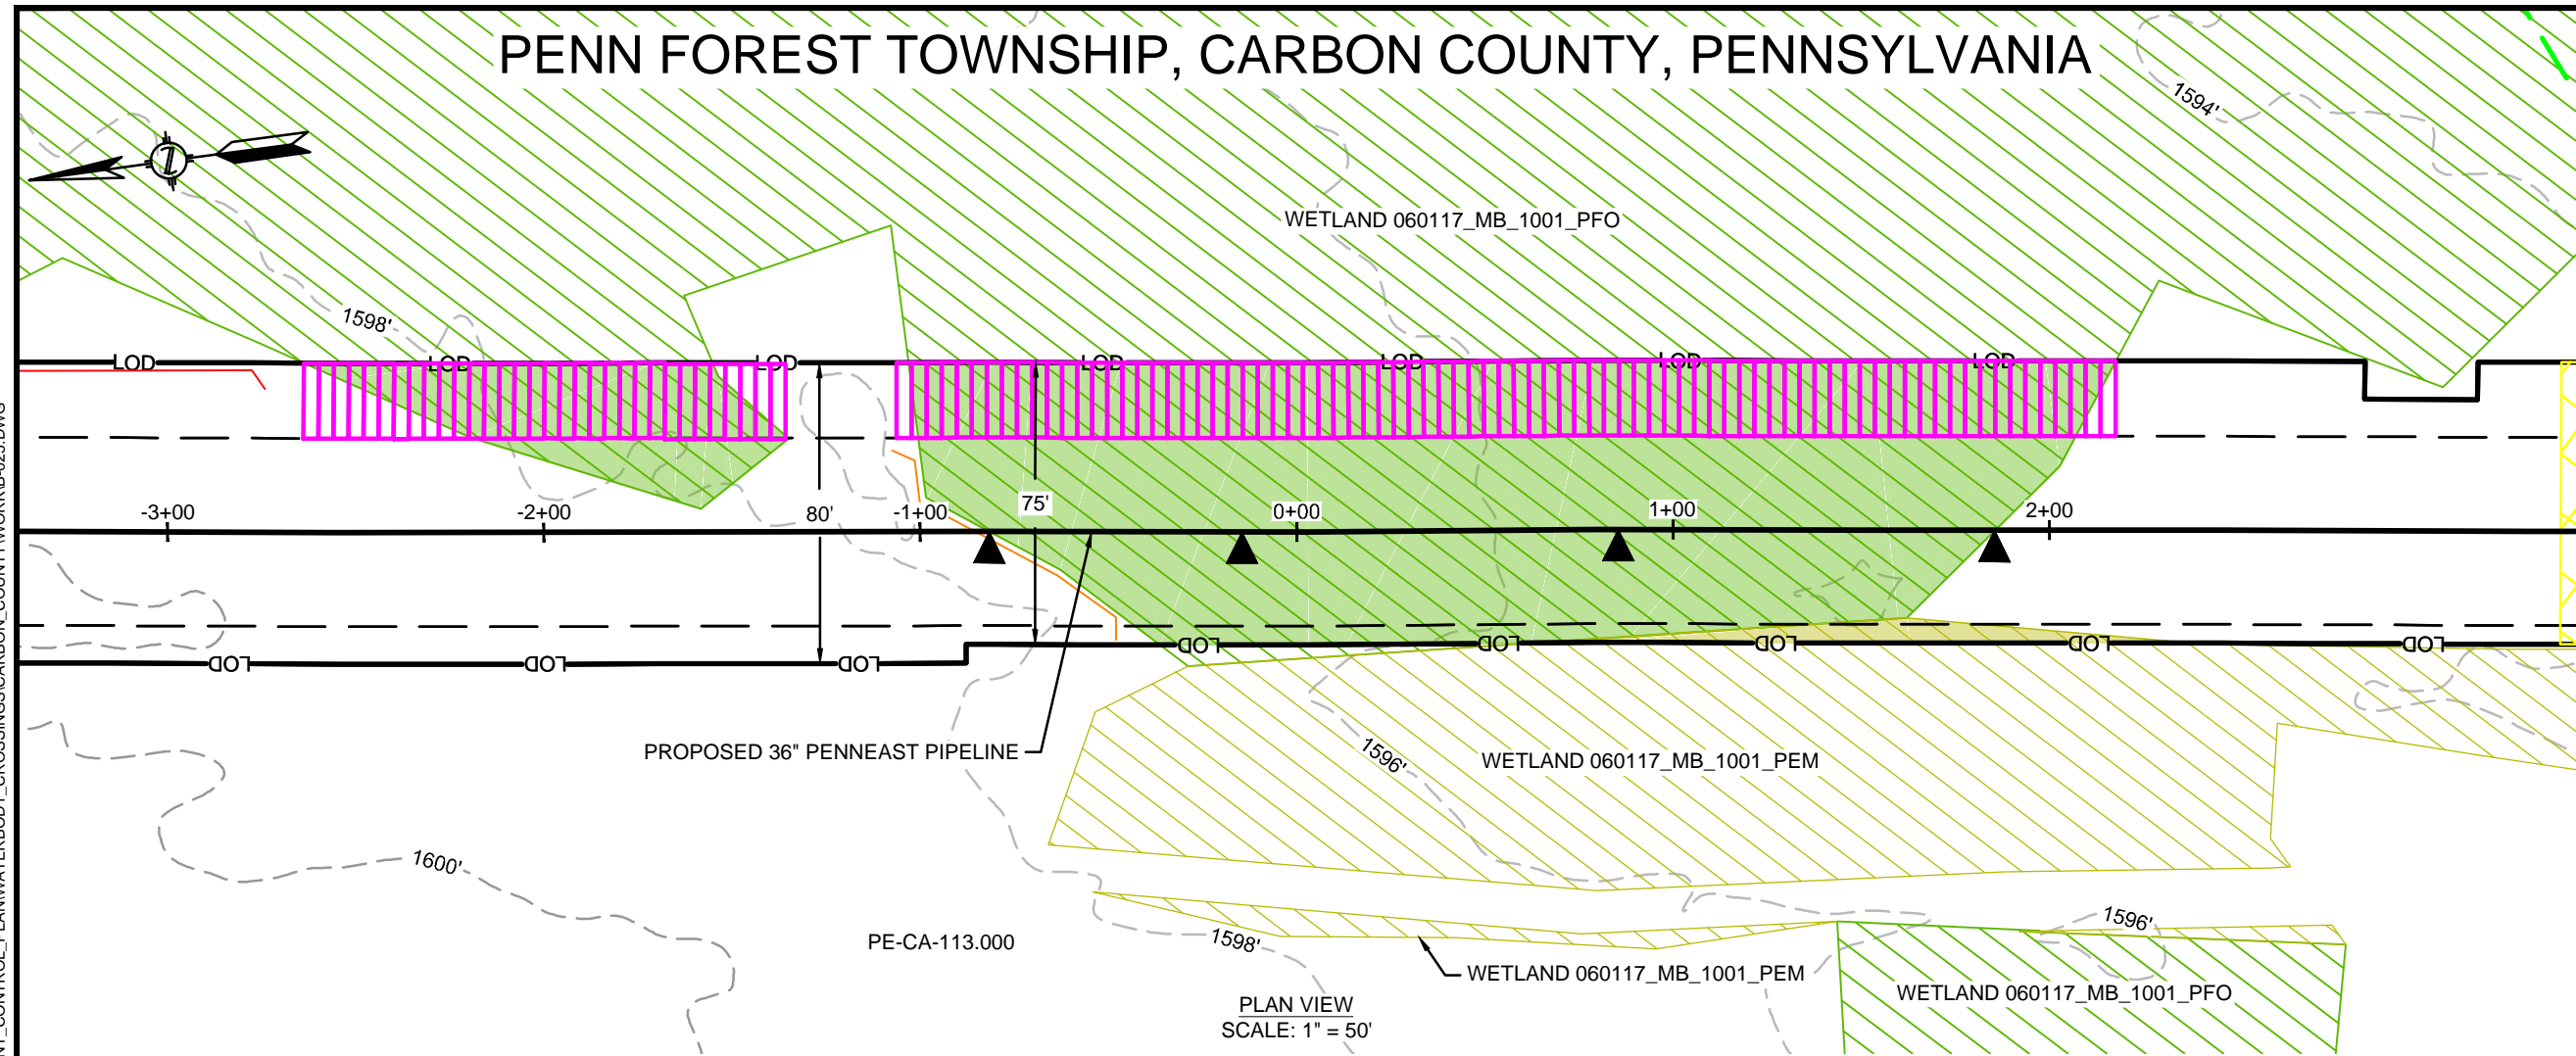 PENN FOREST TOWNSHIP, CARBON COUNTY, PENNSYLVANIA
1594'
WETLAND 060117_MB_1001_PFO
1598'
LOD LOD LOD LOD LOD LOD LOD
-3+00 -2+00 80' -1+00 75' 0+00 1+00 2+00
LOD LOD LOD LOD LOD LOD LOD LOD
PROPOSED 36" PENNEAST PIPELINE
1596'
WETLAND 060117_MB_1001_PEM
1600'
1596'
PE-CA-113.000
1598'
WETLAND 060117_MB_1001_PEM
WETLAND 060117_MB_1001_PFO
PLAN VIEW
SCALE: 1" = 50'